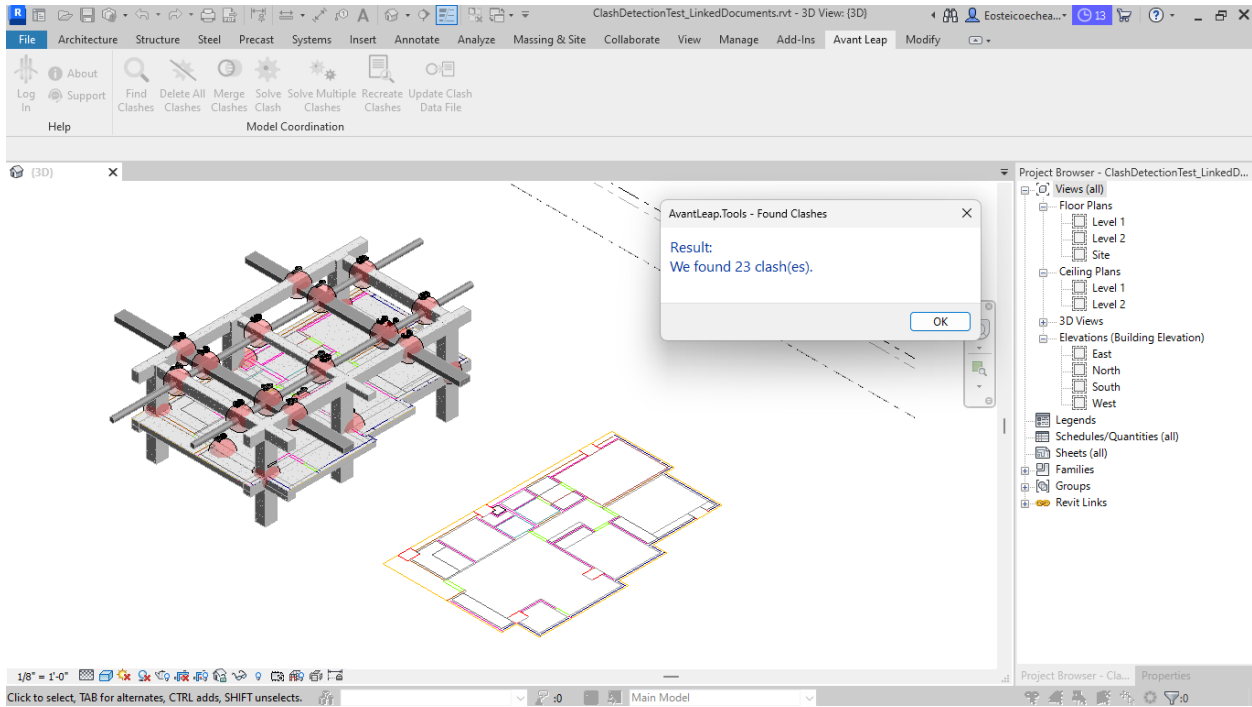 R
A
ClashDetectionTest_LinkedDocuments.rvt - 3D View: {3D}
Eosteicoechea...
13
File Architecture Structure Steel Precast Systems Insert Annotate Analyze Massing & Site Collaborate View Manage Add-Ins Avant Leap Modify
Log In
About
Support
Find Clashes
Delete All Clashes
Merge Clashes
Solve Clash
Solve Multiple Clashes
Recreate Clashes
Update Clash Data File
Help
Model Coordination
{3D}
AvantLeap.Tools - Found Clashes
Result:
We found 23 clash(es).
OK
Project Browser - ClashDetectionTest_LinkedD...
Views (all)
Floor Plans
Level 1
Level 2
Site
Ceiling Plans
Level 1
Level 2
3D Views
Elevations (Building Elevation)
East
North
South
West
Legends
Schedules/Quantities (all)
Sheets (all)
Families
Groups
Revit Links
1/8" = 1'-0"
Project Browser - Cla... Properties
Click to select, TAB for alternates, CTRL adds, SHIFT unselects.
:0
Main Model
:0